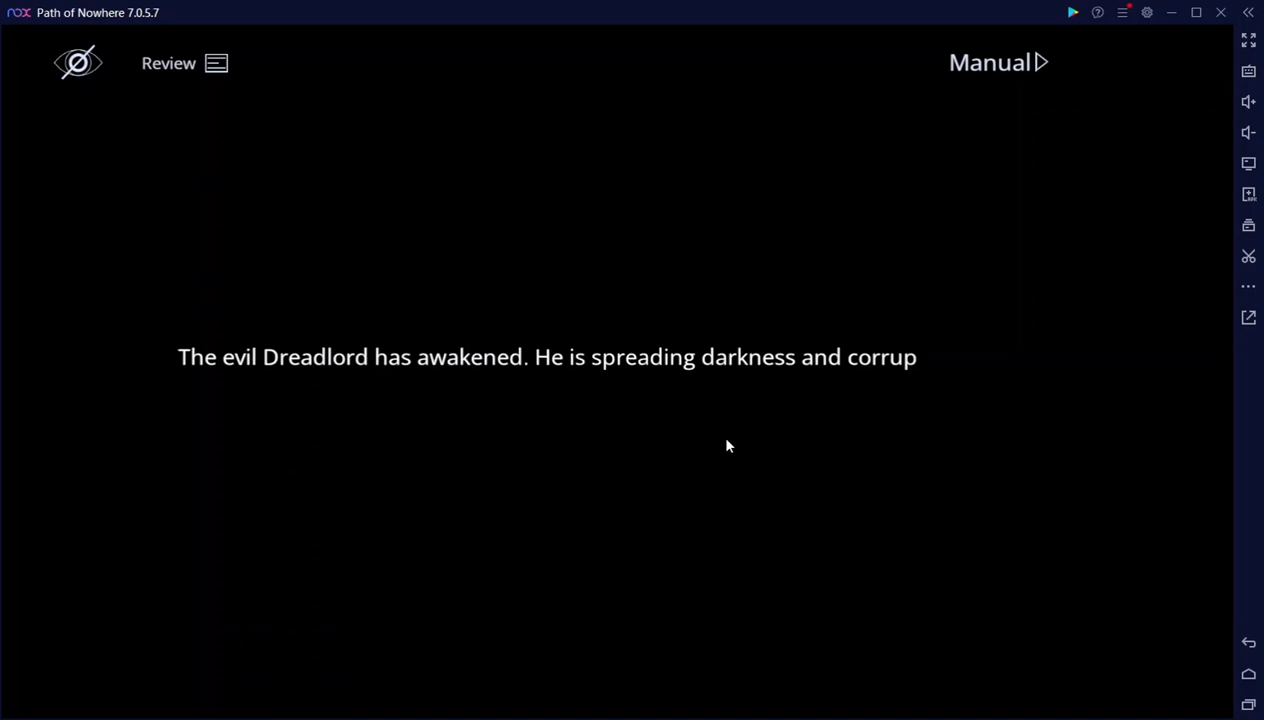 nox Path of Nowhere 7.0.5.7
Review
Manual
The evil Dreadlord has awakened. He is spreading darkness and corrup